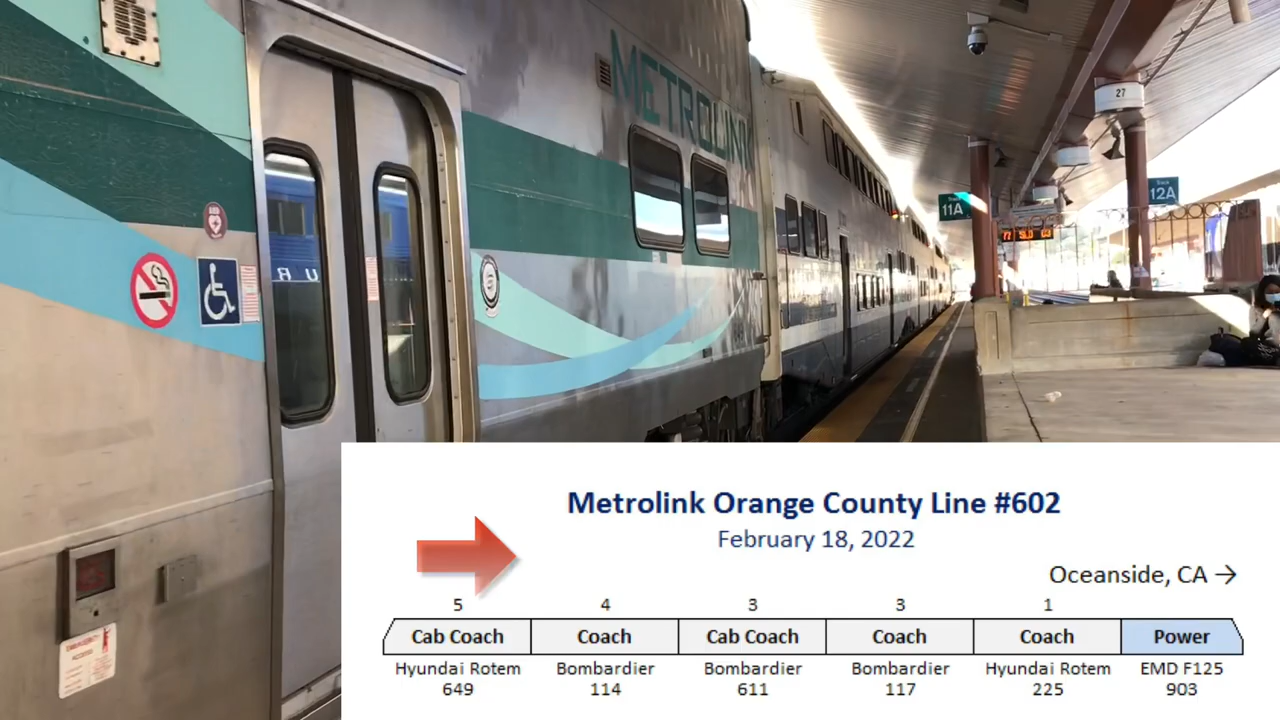 METROLINK
27
Track
11A
Track
12A
Metrolink Orange County Line #602
February 18, 2022
Oceanside, CA →
5 4 3 3 1
Cab Coach Coach Cab Coach Coach Coach Power
Hyundai Rotem Bombardier Bombardier Bombardier Hyundai Rotem EMD F125
649 114 611 117 225 903